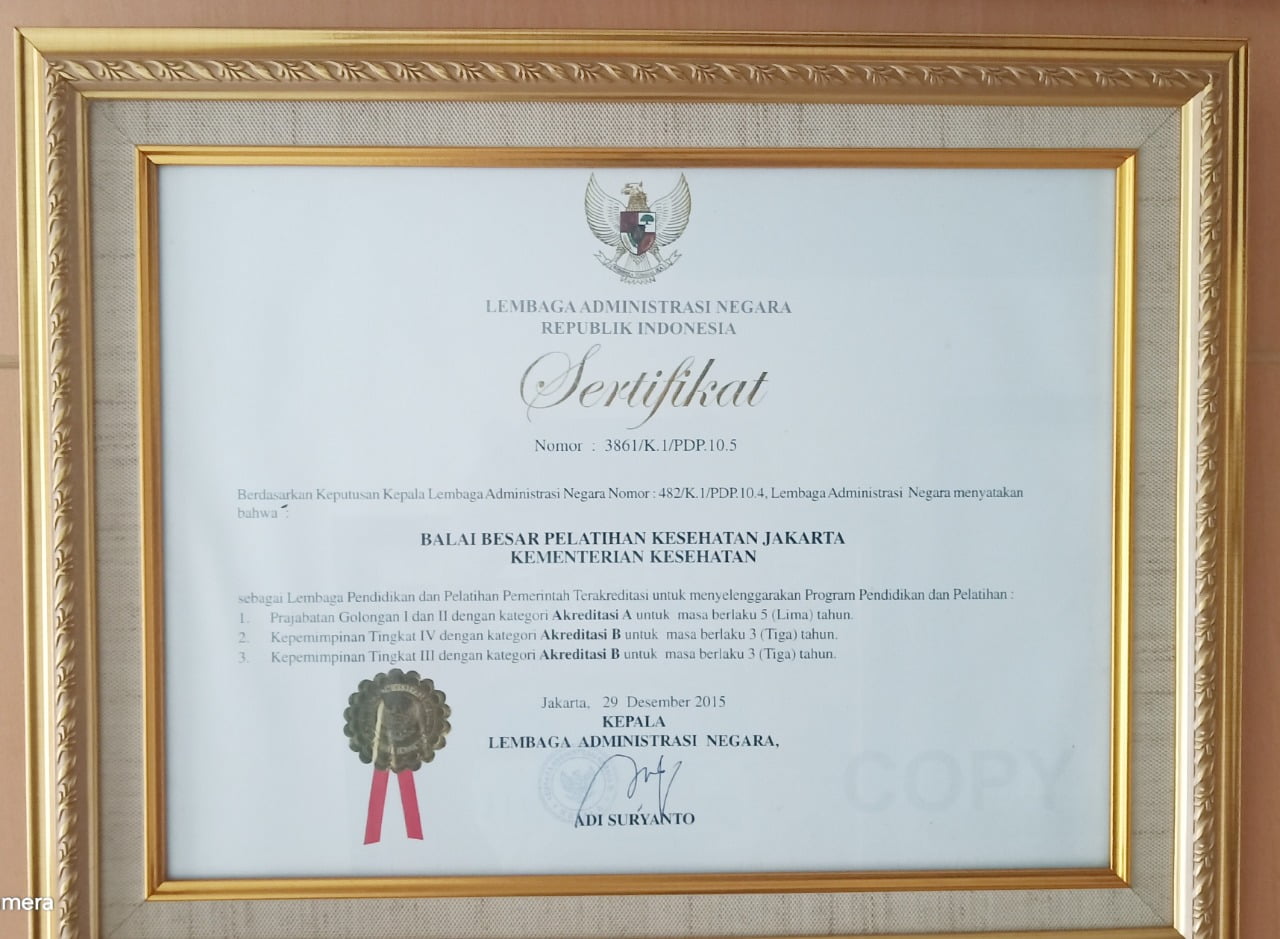 LEMBAGA ADMINISTRASI NEGARA
REPUBLIK INDONESIA
Sertifikat
Nomor : 3861/K.1/PDP.10.5
Berdasarkan Keputusan Kepala Lembaga Administrasi Negara Nomor : 482/K.1/PDP.10.4, Lembaga Administrasi Negara menyatakan
bahwa :
BALAI BESAR PELATIHAN KESEHATAN JAKARTA
KEMENTERIAN KESEHATAN
sebagai Lembaga Pendidikan dan Pelatihan Pemerintah Terakreditasi untuk menyelenggarakan Program Pendidikan dan Pelatihan :
1. Prajabatan Golongan I dan II dengan kategori Akreditasi A untuk masa berlaku 5 (Lima) tahun.
2. Kepemimpinan Tingkat IV dengan kategori Akreditasi B untuk masa berlaku 3 (Tiga) tahun.
3. Kepemimpinan Tingkat III dengan kategori Akreditasi B untuk masa berlaku 3 (Tiga) tahun.
Jakarta, 29 Desember 2015
KEPALA
LEMBAGA ADMINISTRASI NEGARA,
COPY
ADI SURYANTO
mera